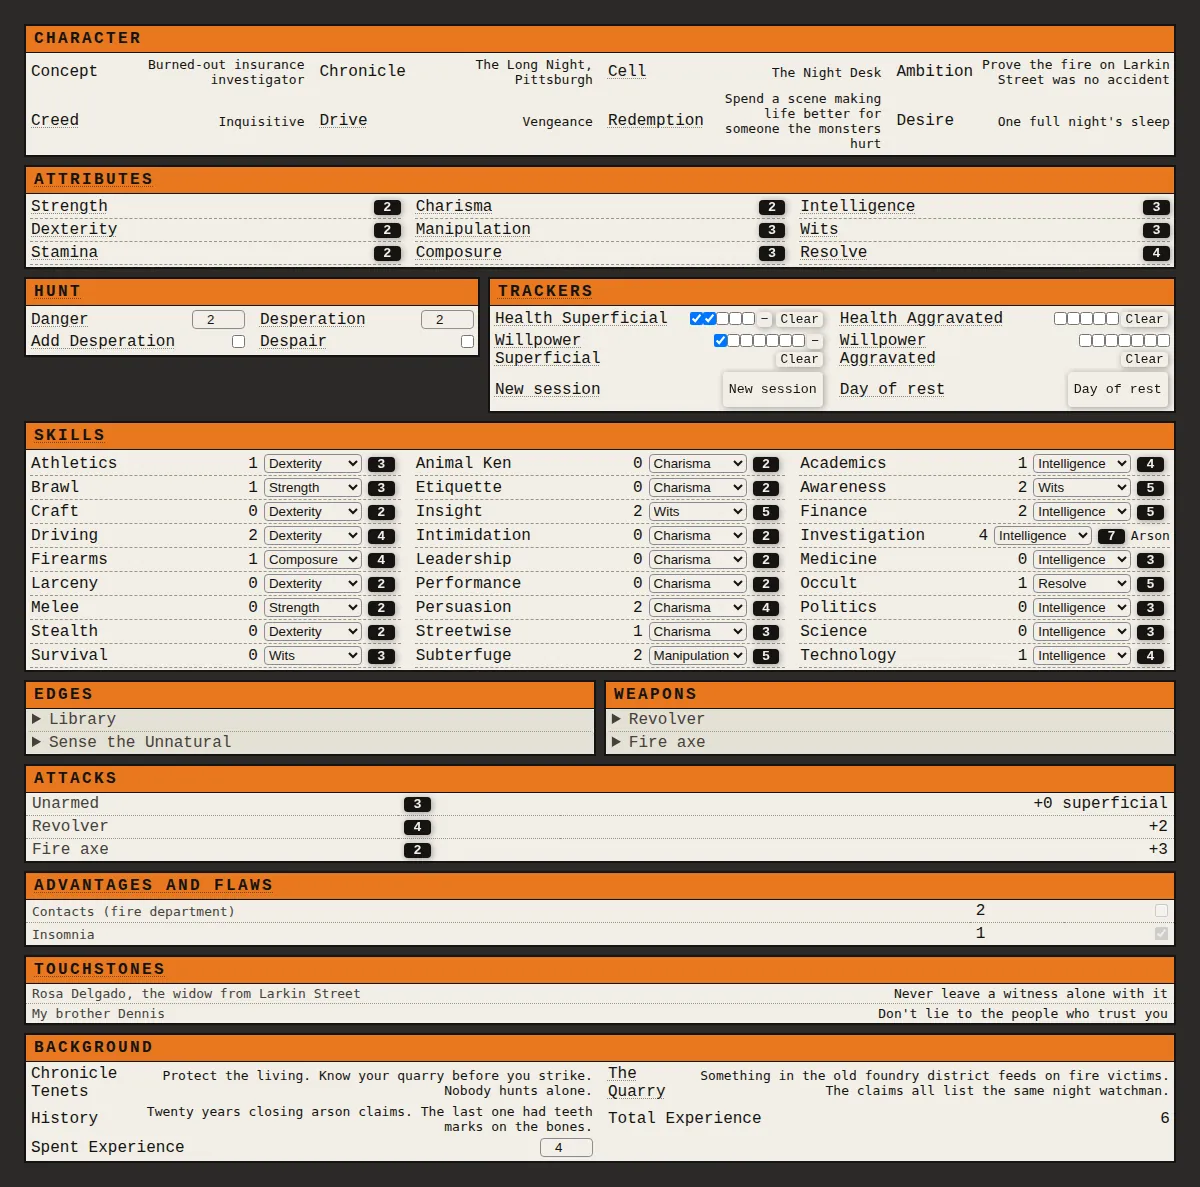 CHARACTER
Concept Burned-out insurance investigator Chronicle The Long Night, Pittsburgh Cell The Night Desk Ambition Prove the fire on Larkin Street was no accident
Creed Inquisitive Drive Vengeance Redemption Spend a scene making life better for someone the monsters hurt Desire One full night's sleep
ATTRIBUTES
Strength 2 Charisma 2 Intelligence 3
Dexterity 2 Manipulation 3 Wits 3
Stamina 2 Composure 3 Resolve 4
HUNT
Danger 2 Desperation 2
Add Desperation Despair
TRACKERS
Health Superficial − Clear Health Aggravated Clear
Willpower Superficial − Clear Willpower Aggravated Clear
New session New session Day of rest Day of rest
SKILLS
Athletics 1 Dexterity 3 Animal Ken 0 Charisma 2 Academics 1 Intelligence 4
Brawl 1 Strength 3 Etiquette 0 Charisma 2 Awareness 2 Wits 5
Craft 0 Dexterity 2 Insight 2 Wits 5 Finance 2 Intelligence 5
Driving 2 Dexterity 4 Intimidation 0 Charisma 2 Investigation 4 Intelligence 7 Arson
Firearms 1 Composure 4 Leadership 0 Charisma 2 Medicine 0 Intelligence 3
Larceny 0 Dexterity 2 Performance 0 Charisma 2 Occult 1 Resolve 5
Melee 0 Strength 2 Persuasion 2 Charisma 4 Politics 0 Intelligence 3
Stealth 0 Dexterity 2 Streetwise 1 Charisma 3 Science 0 Intelligence 3
Survival 0 Wits 3 Subterfuge 2 Manipulation 5 Technology 1 Intelligence 4
EDGES
Library
Sense the Unnatural
WEAPONS
Revolver
Fire axe
ATTACKS
Unarmed 3 +0 superficial
Revolver 4 +2
Fire axe 2 +3
ADVANTAGES AND FLAWS
Contacts (fire department) 2
Insomnia 1
TOUCHSTONES
Rosa Delgado, the widow from Larkin Street Never leave a witness alone with it
My brother Dennis Don't lie to the people who trust you
BACKGROUND
Chronicle Tenets Protect the living. Know your quarry before you strike. Nobody hunts alone. The Quarry Something in the old foundry district feeds on fire victims. The claims all list the same night watchman.
History Twenty years closing arson claims. The last one had teeth marks on the bones. Total Experience 6
Spent Experience 4